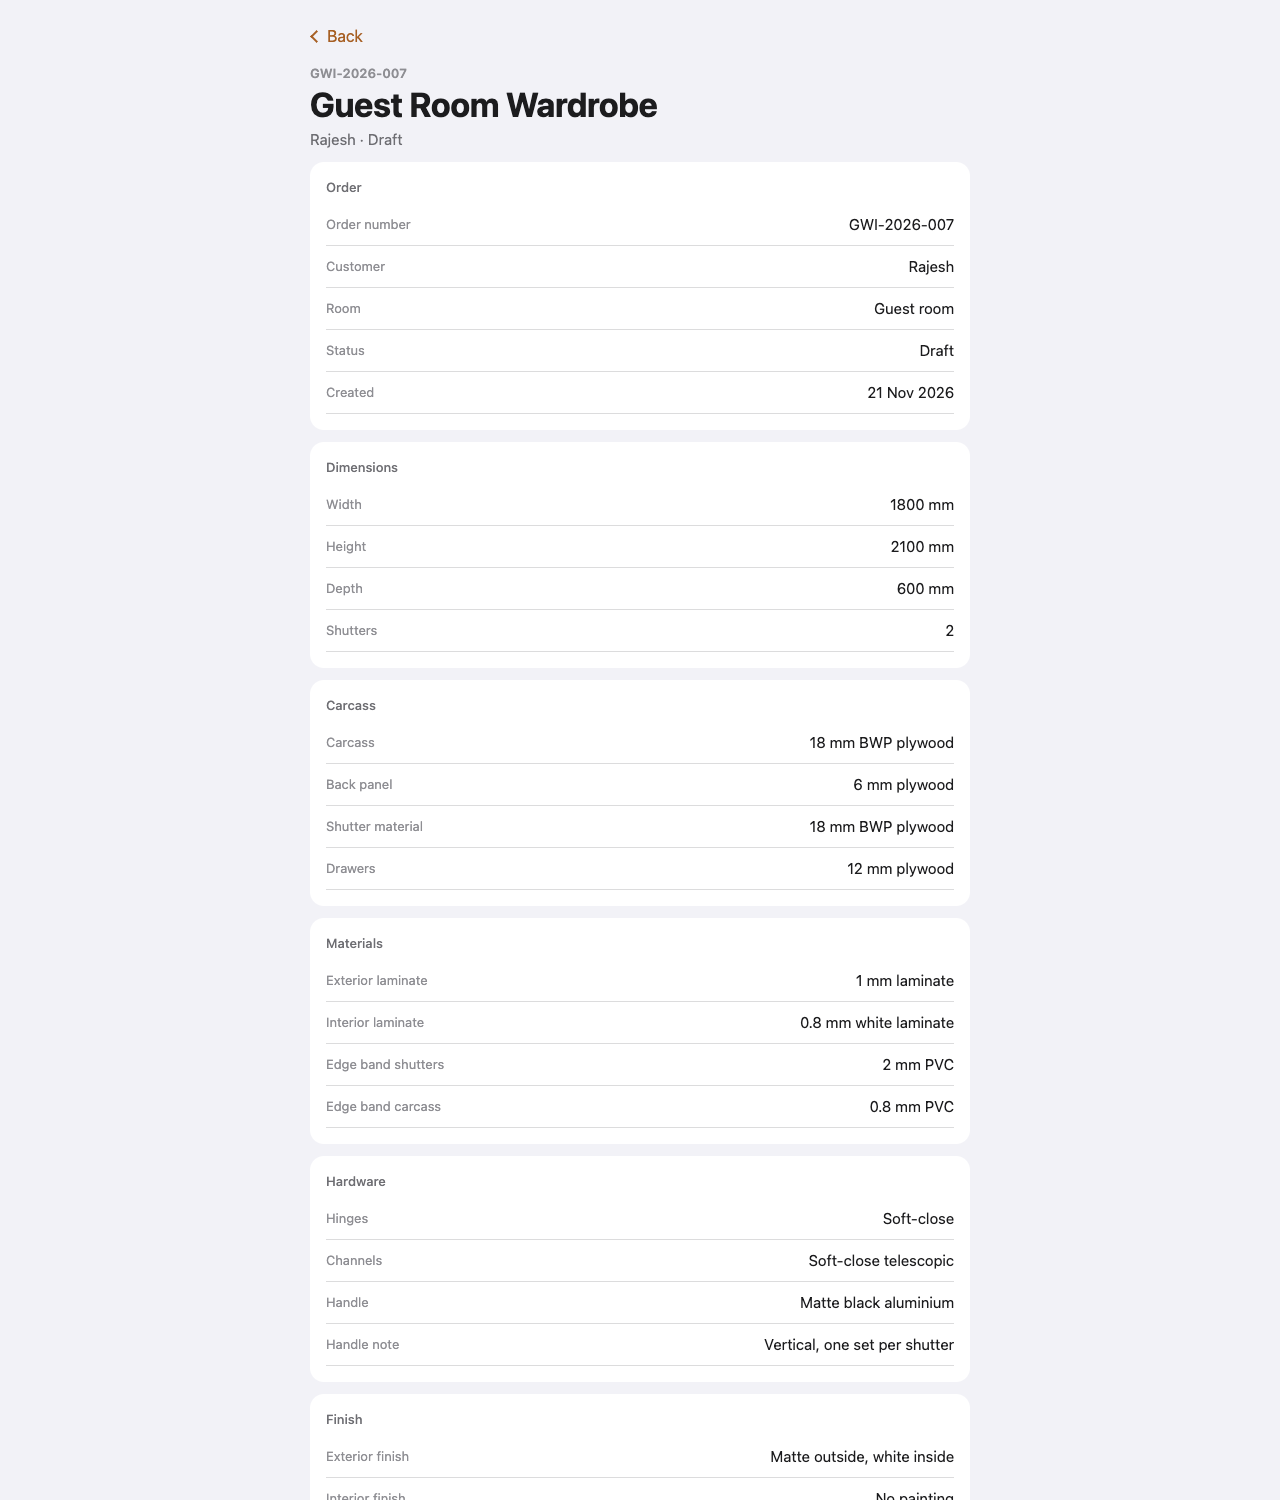 Back
GWI-2026-007
Guest Room Wardrobe
Rajesh · Draft
Order
Order number GWI-2026-007
Customer Rajesh
Room Guest room
Status Draft
Created 21 Nov 2026
Dimensions
Width 1800 mm
Height 2100 mm
Depth 600 mm
Shutters 2
Carcass
Carcass 18 mm BWP plywood
Back panel 6 mm plywood
Shutter material 18 mm BWP plywood
Drawers 12 mm plywood
Materials
Exterior laminate 1 mm laminate
Interior laminate 0.8 mm white laminate
Edge band shutters 2 mm PVC
Edge band carcass 0.8 mm PVC
Hardware
Hinges Soft-close
Channels Soft-close telescopic
Handle Matte black aluminium
Handle note Vertical, one set per shutter
Finish
Exterior finish Matte outside, white inside
Interior finish No painting